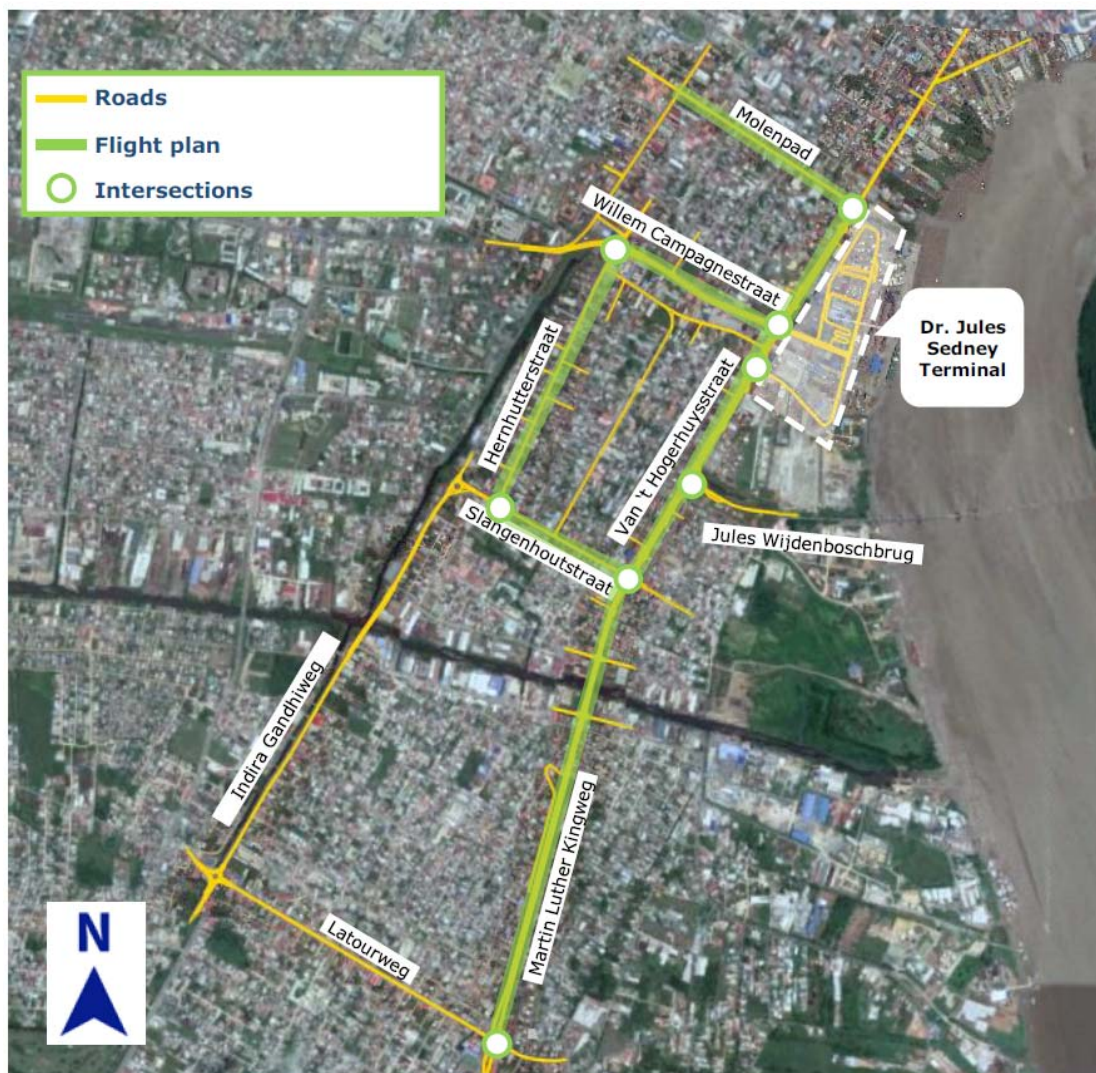 Roads
Flight plan
Intersections
Molenpad
Willem Campagnestraat
Hernhutterstraat
Van 't Hogerhuysstraat
Dr. Jules
Sedney
Terminal
Slangenhoutstraat
Jules Wijdenboschbrug
Indira Gandhiweg
Martin Luther Kingweg
Latourweg
N